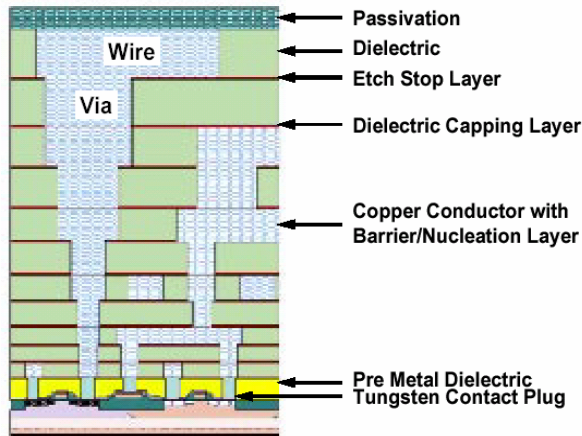 Passivation
Wire
Dielectric
Etch Stop Layer
Via
Dielectric Capping Layer
Copper Conductor with
Barrier/Nucleation Layer
Pre Metal Dielectric
Tungsten Contact Plug